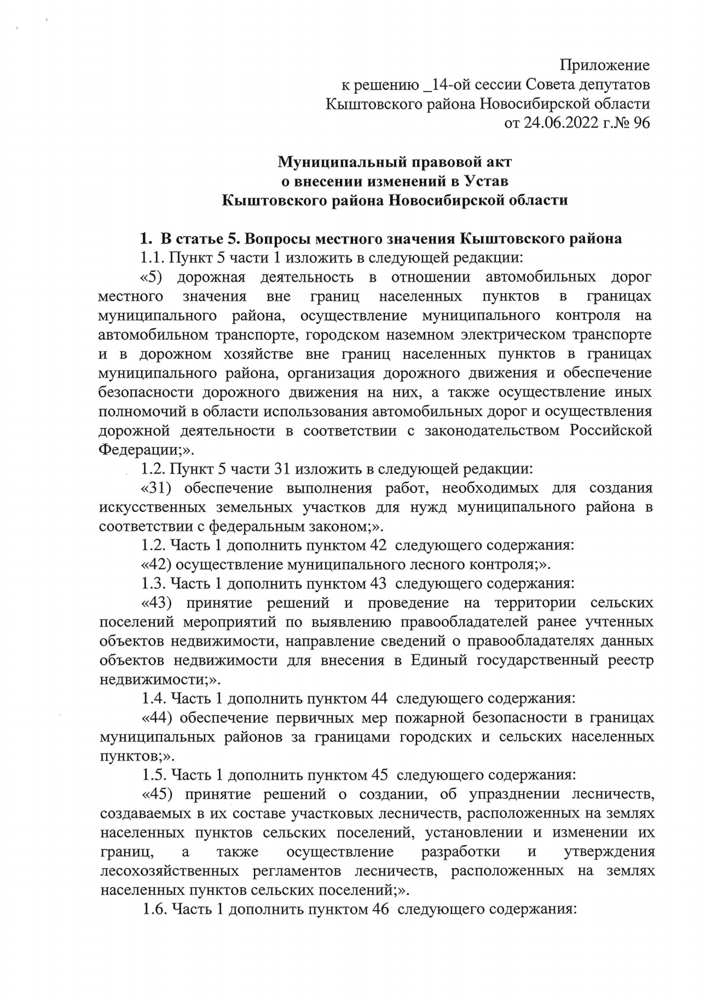 Приложение
к решению _14-ой сессии Совета депутатов
Кыштовского района Новосибирской области
от 24.06.2022 г.№ 96
Муниципальный правовой акт
о внесении изменений в Устав
Кыштовского района Новосибирской области
1. В статье 5. Вопросы местного значения Кыштовского района
1.1. Пункт 5 части 1 изложить в следующей редакции:
«5) дорожная деятельность в отношении автомобильных дорог
местного значения вне границ населенных пунктов в границах
муниципального района, осуществление муниципального контроля на
автомобильном транспорте, городском наземном электрическом транспорте
и в дорожном хозяйстве вне границ населенных пунктов в границах
муниципального района, организация дорожного движения и обеспечение
безопасности дорожного движения на них, а также осуществление иных
полномочий в области использования автомобильных дорог и осуществления
дорожной деятельности в соответствии с законодательством Российской
Федерации;».
1.2. Пункт 5 части 31 изложить в следующей редакции:
«31) обеспечение выполнения работ, необходимых для создания
искусственных земельных участков для нужд муниципального района в
соответствии с федеральным законом;».
1.2. Часть 1 дополнить пунктом 42 следующего содержания:
«42) осуществление муниципального лесного контроля;».
1.3. Часть 1 дополнить пунктом 43 следующего содержания:
«43) принятие решений и проведение на территории сельских
поселений мероприятий по выявлению правообладателей ранее учтенных
объектов недвижимости, направление сведений о правообладателях данных
объектов недвижимости для внесения в Единый государственный реестр
недвижимости;».
1.4. Часть 1 дополнить пунктом 44 следующего содержания:
«44) обеспечение первичных мер пожарной безопасности в границах
муниципальных районов за границами городских и сельских населенных
пунктов;».
1.5. Часть 1 дополнить пунктом 45 следующего содержания:
«45) принятие решений о создании, об упразднении лесничеств,
создаваемых в их составе участковых лесничеств, расположенных на землях
населенных пунктов сельских поселений, установлении и изменении их
границ, а также осуществление разработки и утверждения
лесохозяйственных регламентов лесничеств, расположенных на землях
населенных пунктов сельских поселений;».
1.6. Часть 1 дополнить пунктом 46 следующего содержания: